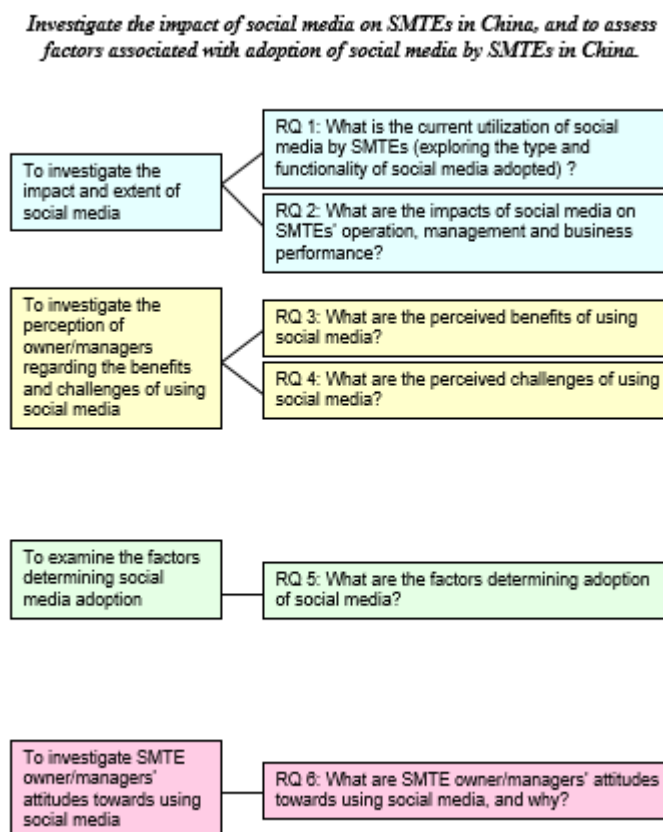 Investigate the impact of social media on SMTEs in China, and to assess
factors associated with adoption of social media by SMTEs in China.
To investigate the
impact and extent of
social media
RQ 1: What is the current utilization of social
media by SMTEs (exploring the type and
functionality of social media adopted) ?
RQ 2: What are the impacts of social media on
SMTEs' operation, management and business
performance?
To investigate the
perception of
owner/managers
regarding the benefits
and challenges of using
social media
RQ 3: What are the perceived benefits of using
social media?
RQ 4: What are the perceived challenges of using
social media?
To examine the factors
determining social
media adoption
RQ 5: What are the factors determining adoption
of social media?
To investigate SMTE
owner/managers'
attitudes towards using
social media
RQ 6: What are SMTE owner/managers' attitudes
towards using social media, and why?